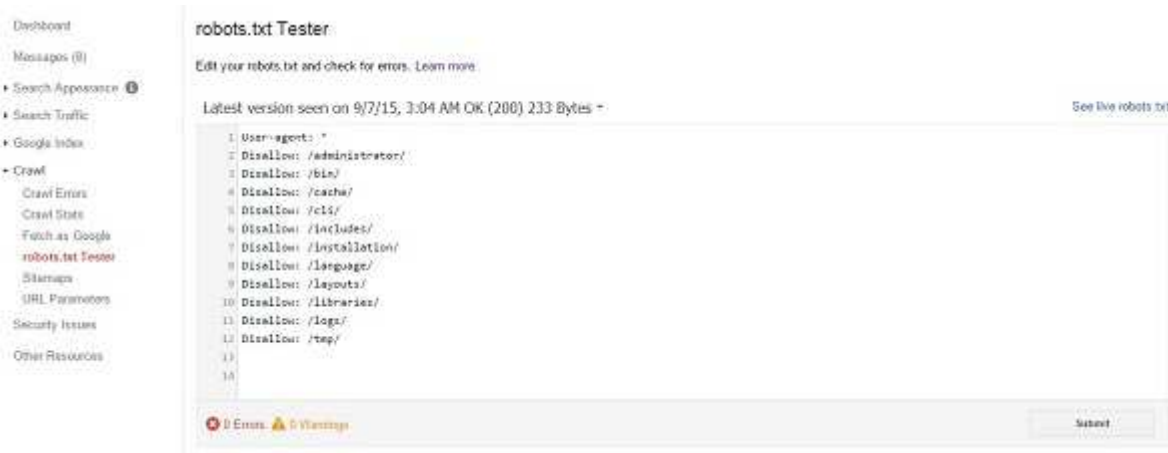 Dashboard
Messages (8)
Search Appearance
Search Traffic
Google Index
Crawl
Crawl Errors
Crawl Stats
Fetch as Google
robots.txt Tester
Sitemaps
URL Parameters
Security Issues
Other Resources
robots.txt Tester
Edit your robots.txt and check for errors. Learn more.
Latest version seen on 9/7/15, 3:04 AM OK (200) 233 Bytes
See live robots.txt
1 User-agent: *
2 Disallow: /administrator/
3 Disallow: /bin/
4 Disallow: /cache/
5 Disallow: /cli/
6 Disallow: /includes/
7 Disallow: /installation/
8 Disallow: /language/
9 Disallow: /layouts/
10 Disallow: /libraries/
11 Disallow: /logs/
12 Disallow: /tmp/
13
14
0 Errors 0 Warnings
Submit